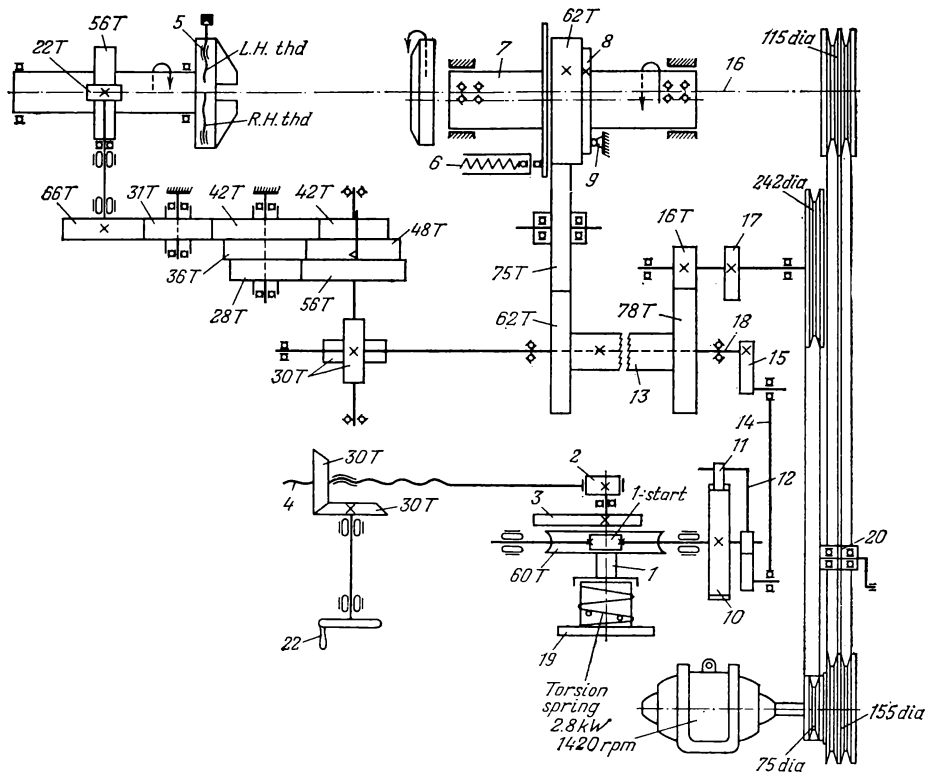 56T
22T
5
L.H. thd
R.H. thd
7
62T
8
16
115 dia
6
9
66T
31T
42T
42T
48T
36T
28T
56T
75T
16T
17
242 dia
62T
78T
18
15
13
30T
14
11
12
30T
4
30T
2
3
1-start
60T
1
10
20
22
19
Torsion
spring
2.8kW
1420 rpm
155 dia
75 dia